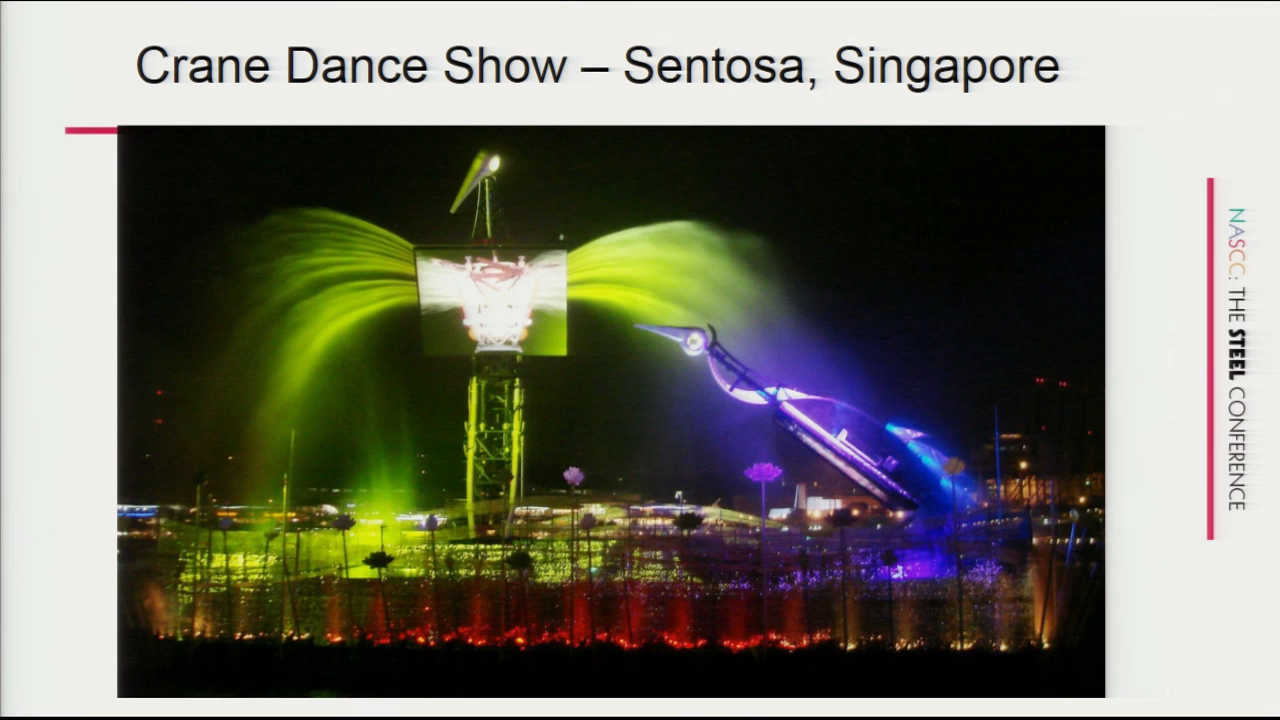 Crane Dance Show – Sentosa, Singapore
NASCC: THE STEEL CONFERENCE